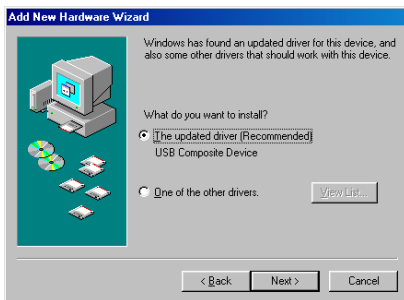 Add New Hardware Wizard
Windows has found an updated driver for this device, and
also some other drivers that should work with this device.
What do you want to install?
The updated driver (Recommended)
USB Composite Device
One of the other drivers.
View List...
< Back
Next >
Cancel